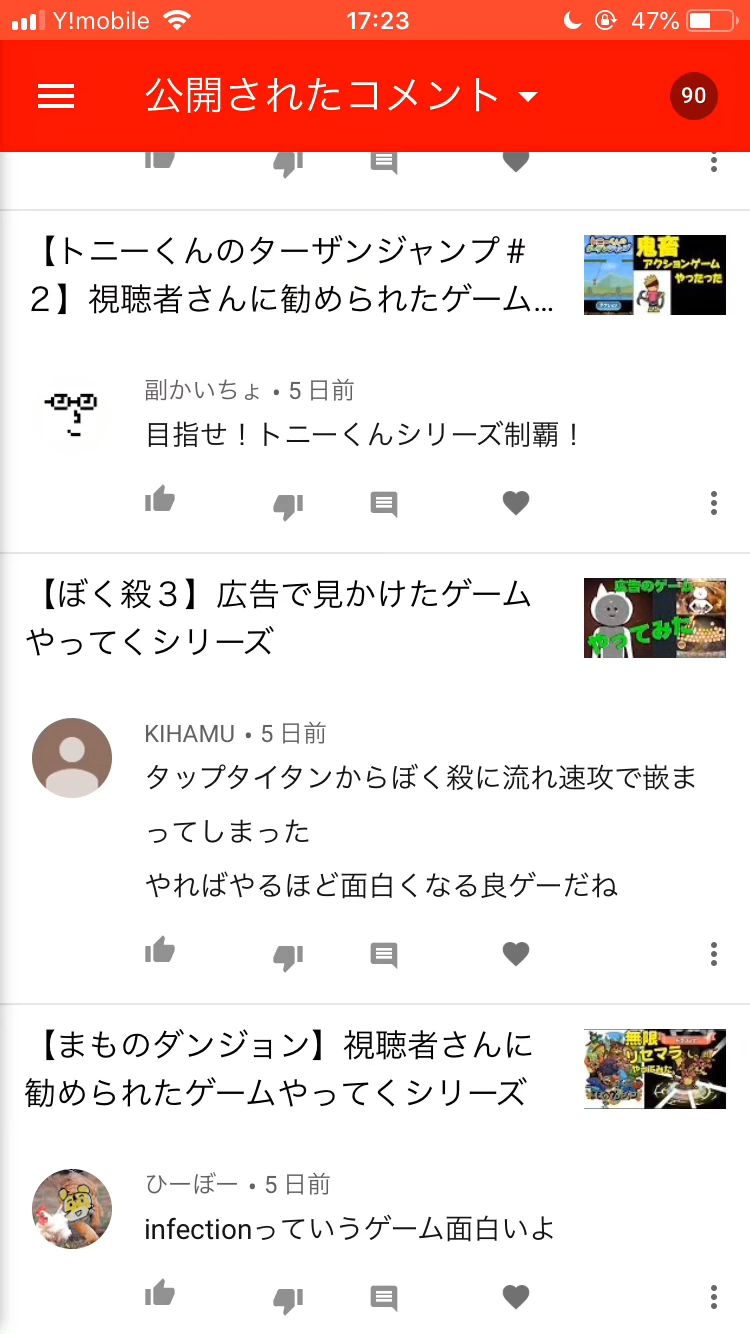 Y!mobile 17:23 47%
公開されたコメント 90
【トニーくんのターザンジャンプ＃
２】視聴者さんに勧められたゲーム...
鬼畜
アクションゲーム
やったった
副かいちょ • 5 日前
目指せ！トニーくんシリーズ制覇！
【ぼく殺３】広告で見かけたゲーム
やってくシリーズ
広告のゲーム
やってみた
KIHAMU • 5 日前
タップタイタンからぼく殺に流れ速攻で嵌ま
ってしまった
やればやるほど面白くなる良ゲーだね
【まものダンジョン】視聴者さんに
勧められたゲームやってくシリーズ
無限
リセマラ
やってみた
ひーぼー • 5 日前
infectionっていうゲーム面白いよ